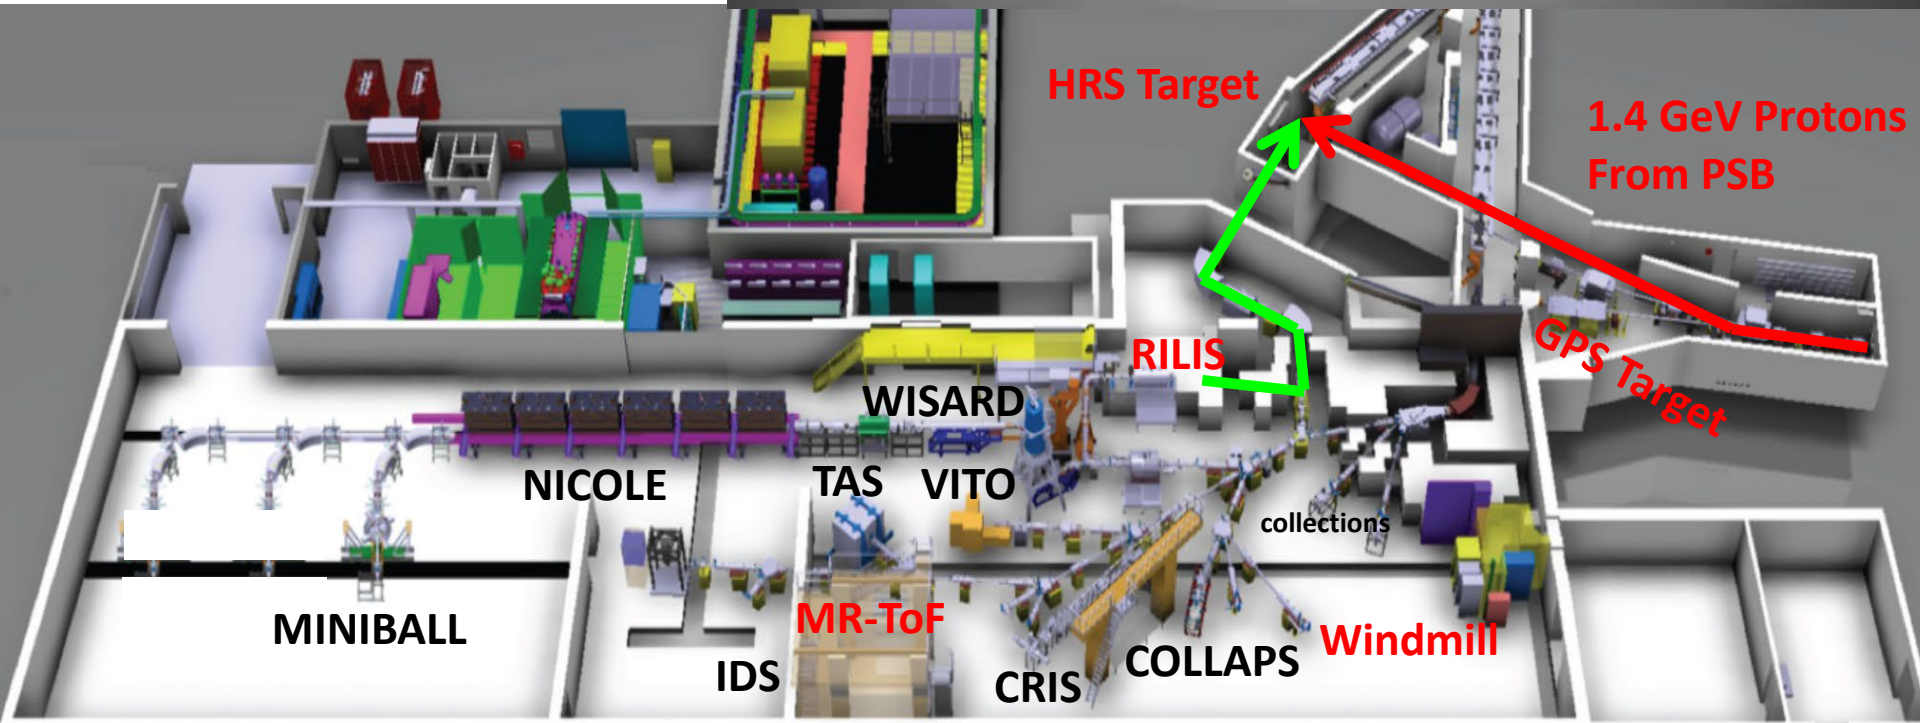 HRS Target
1.4 GeV Protons
From PSB
GPS Target
RILIS
WISARD
NICOLE
TAS
VITO
collections
MINIBALL
MR-ToF
Windmill
IDS
CRIS
COLLAPS